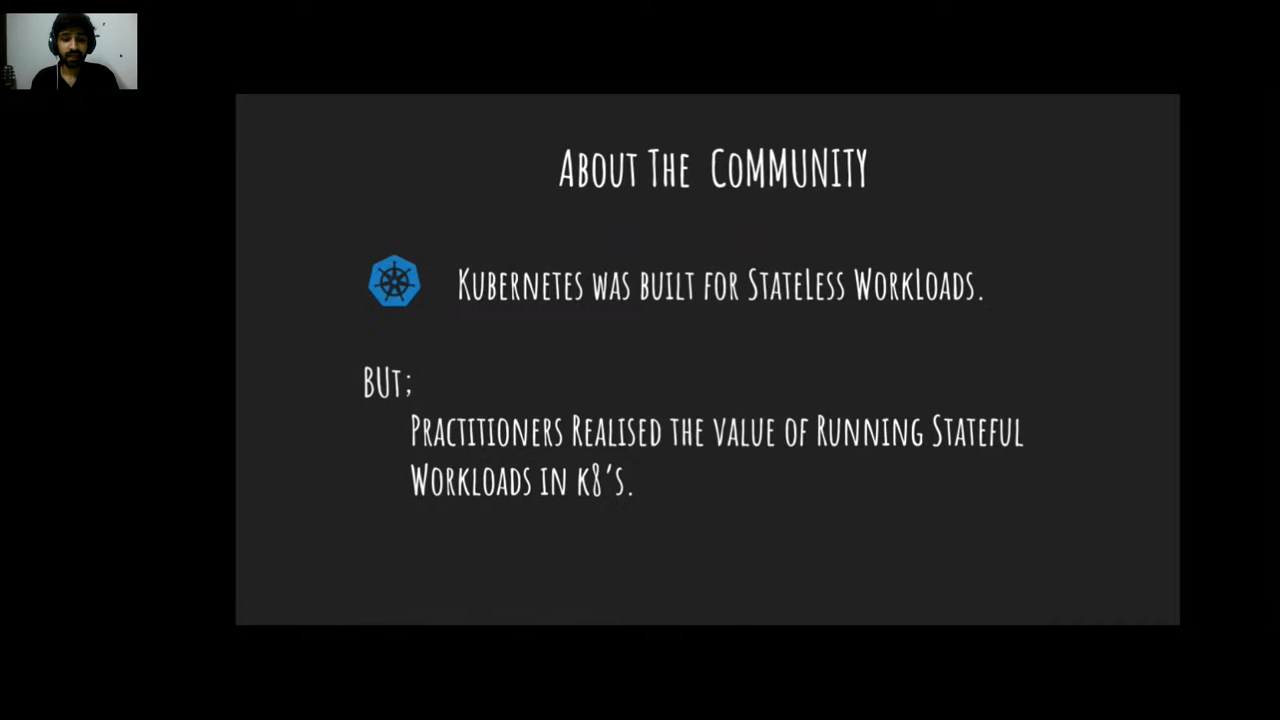 About The CoMMUNITY
Kubernetes was built for StateLess WorkLoads.
BUt;
Practitioners Realised the value of Running Stateful
Workloads in k8's.